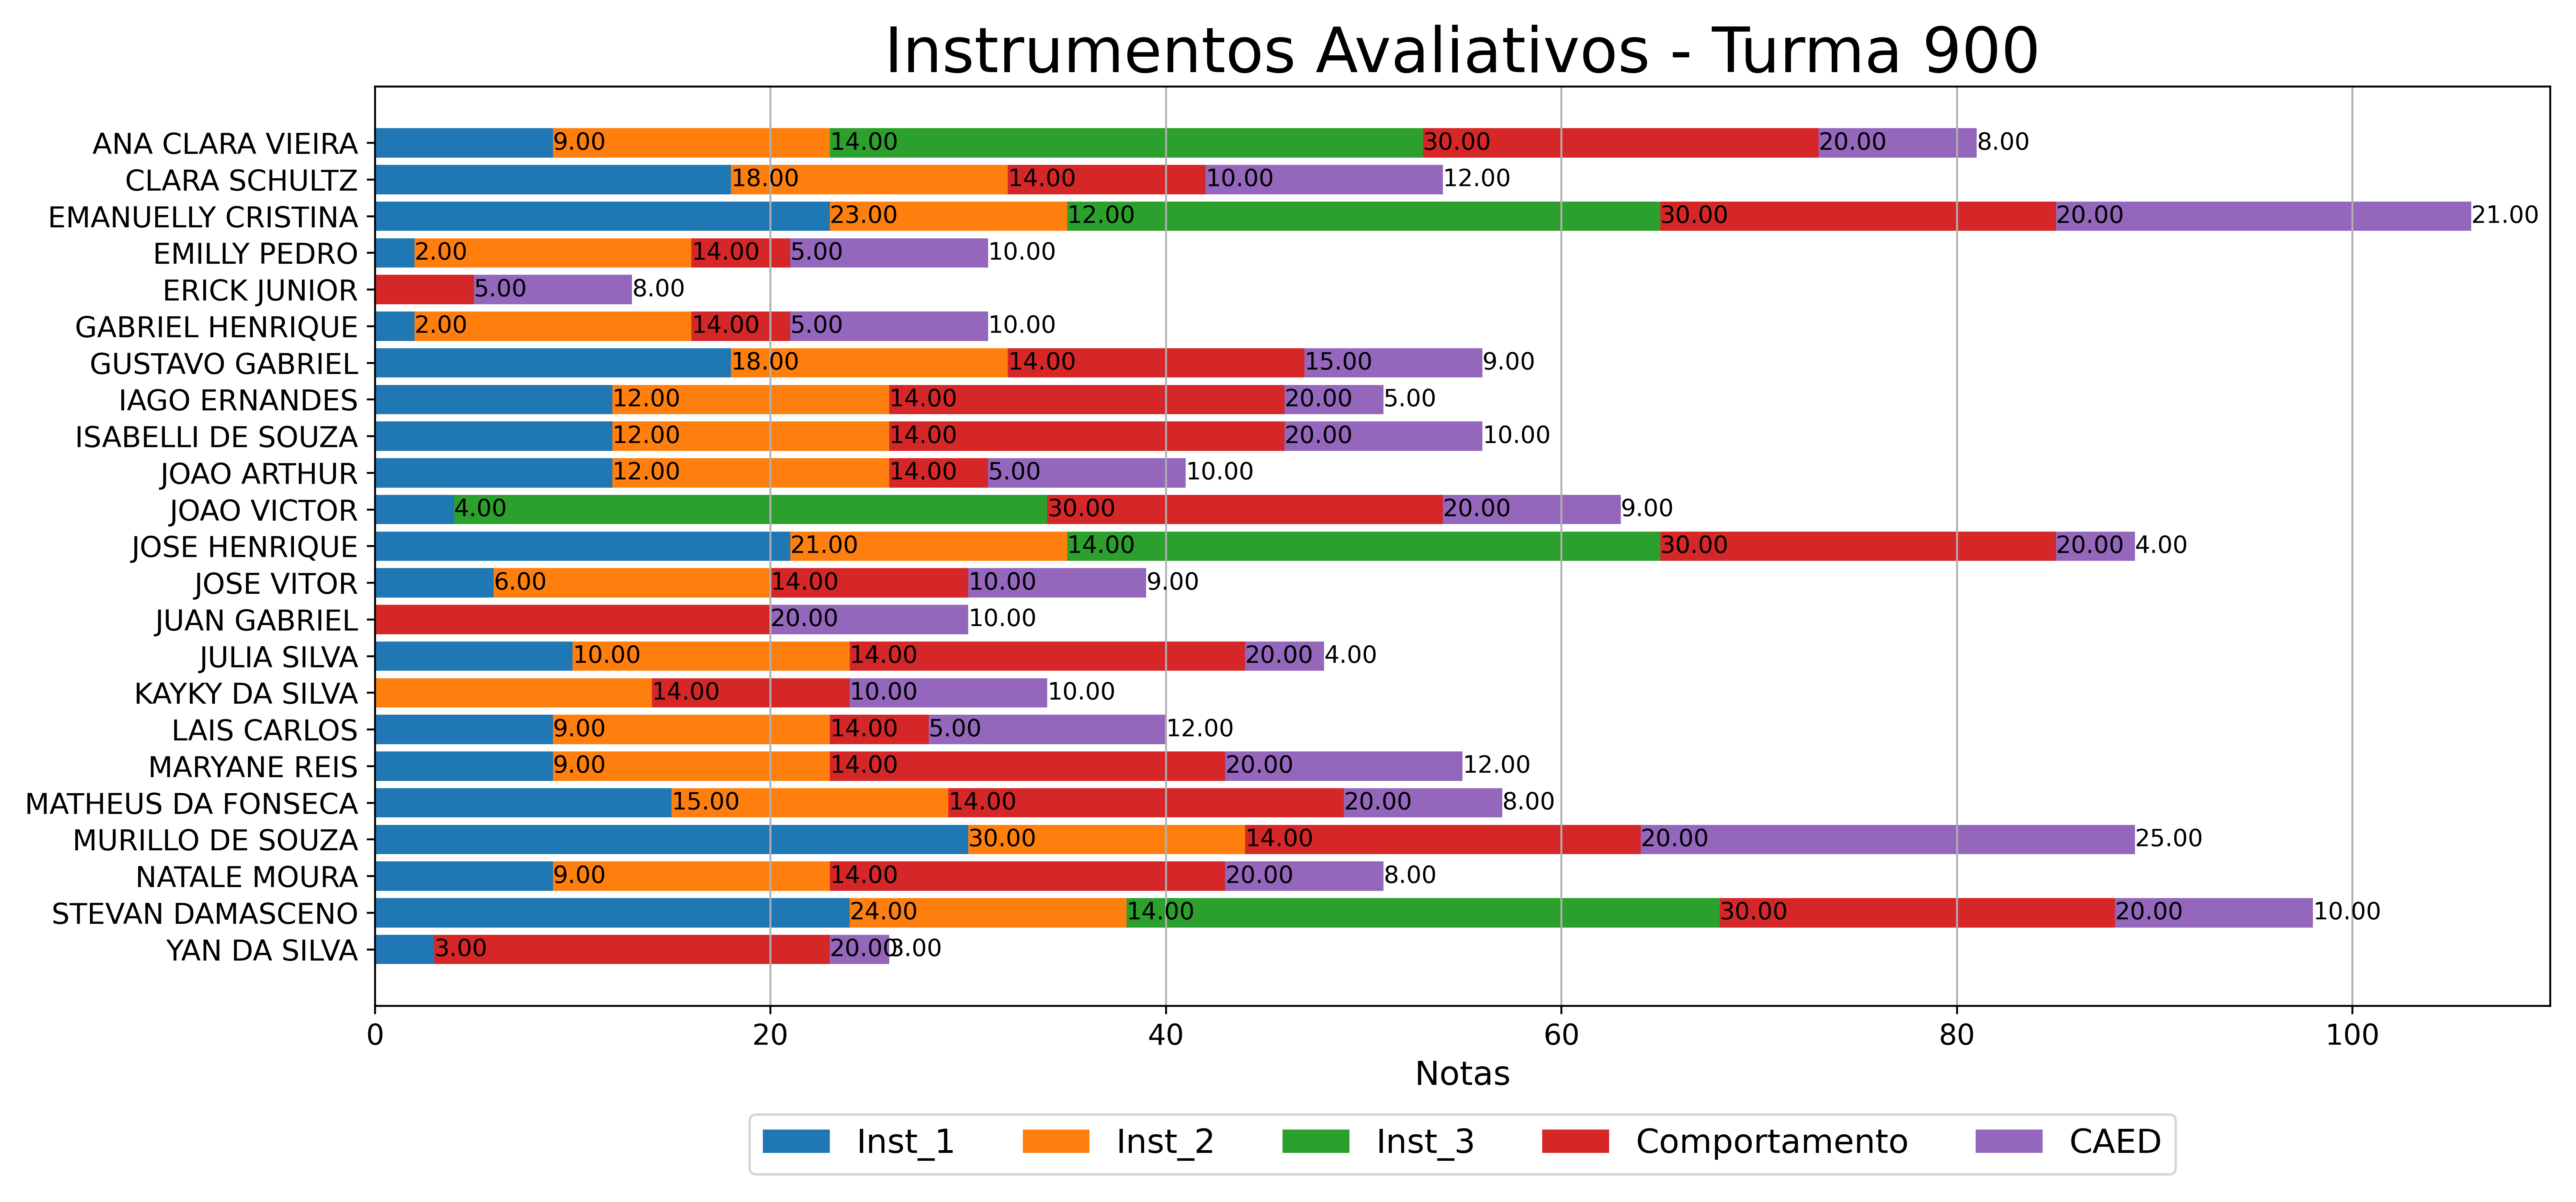 Instrumentos Avaliativos - Turma 900
ANA CLARA VIEIRA 9.00 14.00 30.00 20.00 8.00
CLARA SCHULTZ 18.00 14.00 10.00 12.00
EMANUELLY CRISTINA 23.00 12.00 30.00 20.00 21.00
EMILLY PEDRO 2.00 14.00 5.00 10.00
ERICK JUNIOR 5.00 8.00
GABRIEL HENRIQUE 2.00 14.00 5.00 10.00
GUSTAVO GABRIEL 18.00 14.00 15.00 9.00
IAGO ERNANDES 12.00 14.00 20.00 5.00
ISABELLI DE SOUZA 12.00 14.00 20.00 10.00
JOAO ARTHUR 12.00 14.00 5.00 10.00
JOAO VICTOR 4.00 30.00 20.00 9.00
JOSE HENRIQUE 21.00 14.00 30.00 20.00 4.00
JOSE VITOR 6.00 14.00 10.00 9.00
JUAN GABRIEL 20.00 10.00
JULIA SILVA 10.00 14.00 20.00 4.00
KAYKY DA SILVA 14.00 10.00 10.00
LAIS CARLOS 9.00 14.00 5.00 12.00
MARYANE REIS 9.00 14.00 20.00 12.00
MATHEUS DA FONSECA 15.00 14.00 20.00 8.00
MURILLO DE SOUZA 30.00 14.00 20.00 25.00
NATALE MOURA 9.00 14.00 20.00 8.00
STEVAN DAMASCENO 24.00 14.00 30.00 20.00 10.00
YAN DA SILVA 3.00 20.00 3.00
0 20 40 60 80 100
Notas
Inst_1 Inst_2 Inst_3 Comportamento CAED